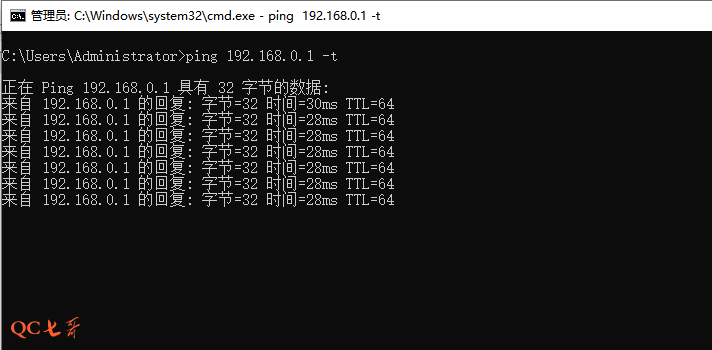 管理员: C:\Windows\system32\cmd.exe - ping  192.168.0.1 -t
C:\Users\Administrator>ping 192.168.0.1 -t
正在 Ping 192.168.0.1 具有 32 字节的数据:
来自 192.168.0.1 的回复: 字节=32 时间=30ms TTL=64
来自 192.168.0.1 的回复: 字节=32 时间=28ms TTL=64
来自 192.168.0.1 的回复: 字节=32 时间=28ms TTL=64
来自 192.168.0.1 的回复: 字节=32 时间=28ms TTL=64
来自 192.168.0.1 的回复: 字节=32 时间=28ms TTL=64
来自 192.168.0.1 的回复: 字节=32 时间=28ms TTL=64
来自 192.168.0.1 的回复: 字节=32 时间=28ms TTL=64
QC七哥